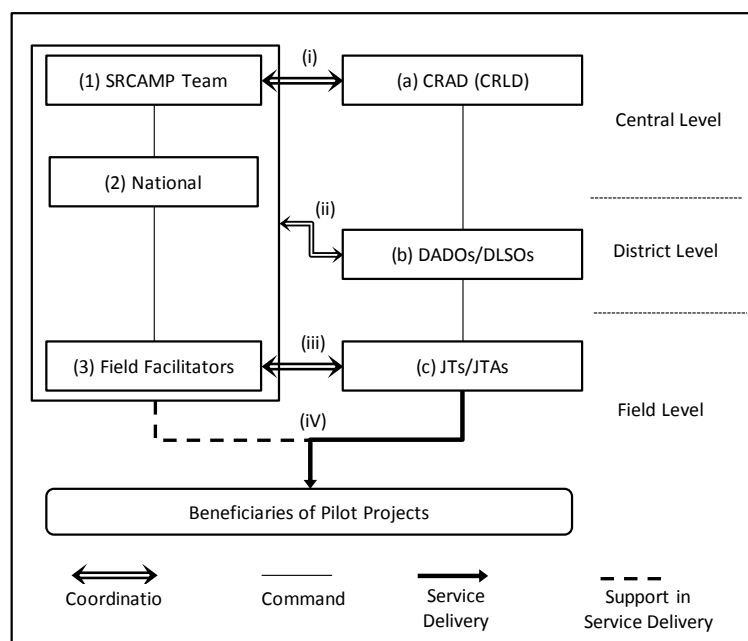 (i)
(1) SRCAMP Team
(a) CRAD (CRLD)
Central Level
(2) National
(ii)
(b) DADOs/DLSOs
District Level
(iii)
(3) Field Facilitators
(c) JTs/JTAs
Field Level
(iV)
Beneficiaries of Pilot Projects
Coordinatio
Command
Service
Delivery
Support in
Service Delivery